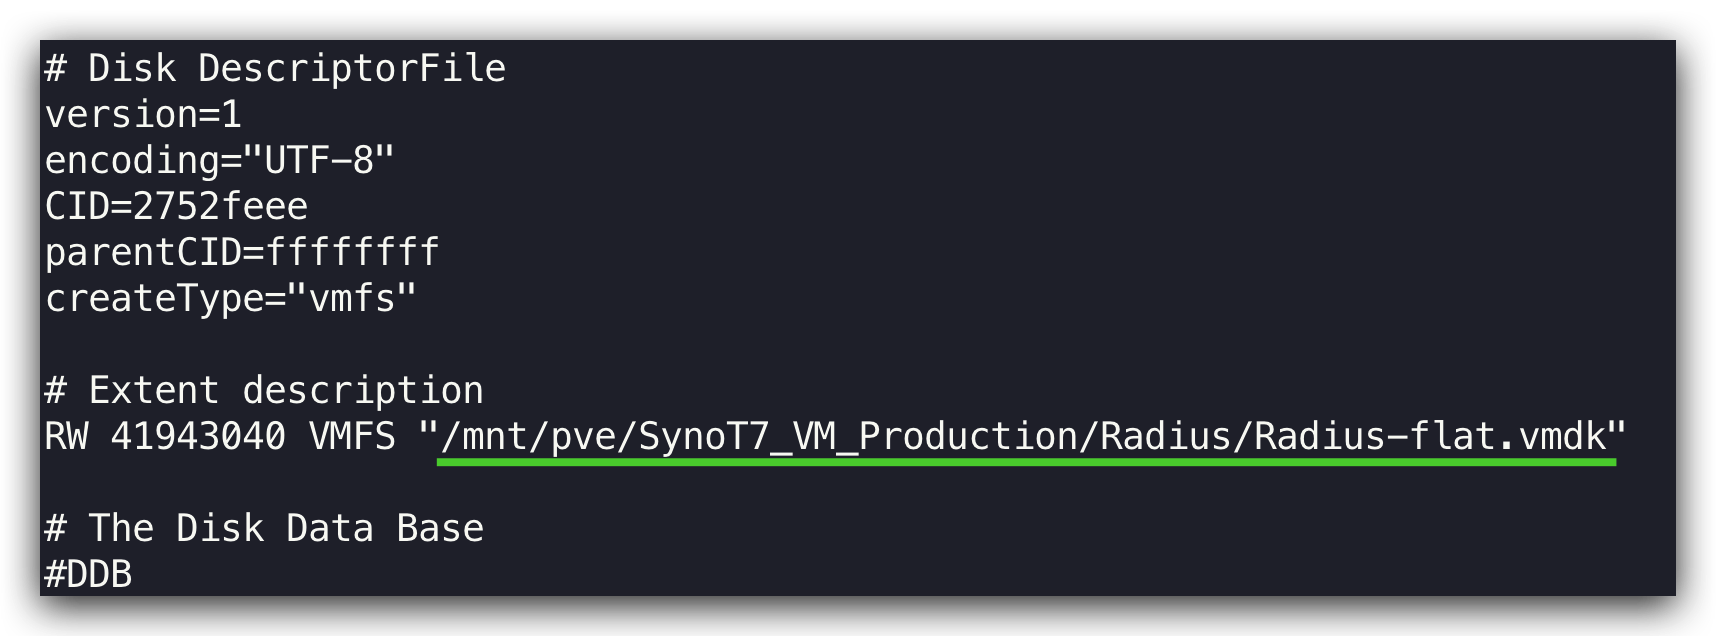 # Disk DescriptorFile
version=1
encoding="UTF-8"
CID=2752feee
parentCID=ffffffff
createType="vmfs"
# Extent description
RW 41943040 VMFS "/mnt/pve/SynoT7_VM_Production/Radius/Radius-flat.vmdk"
# The Disk Data Base
#DDB